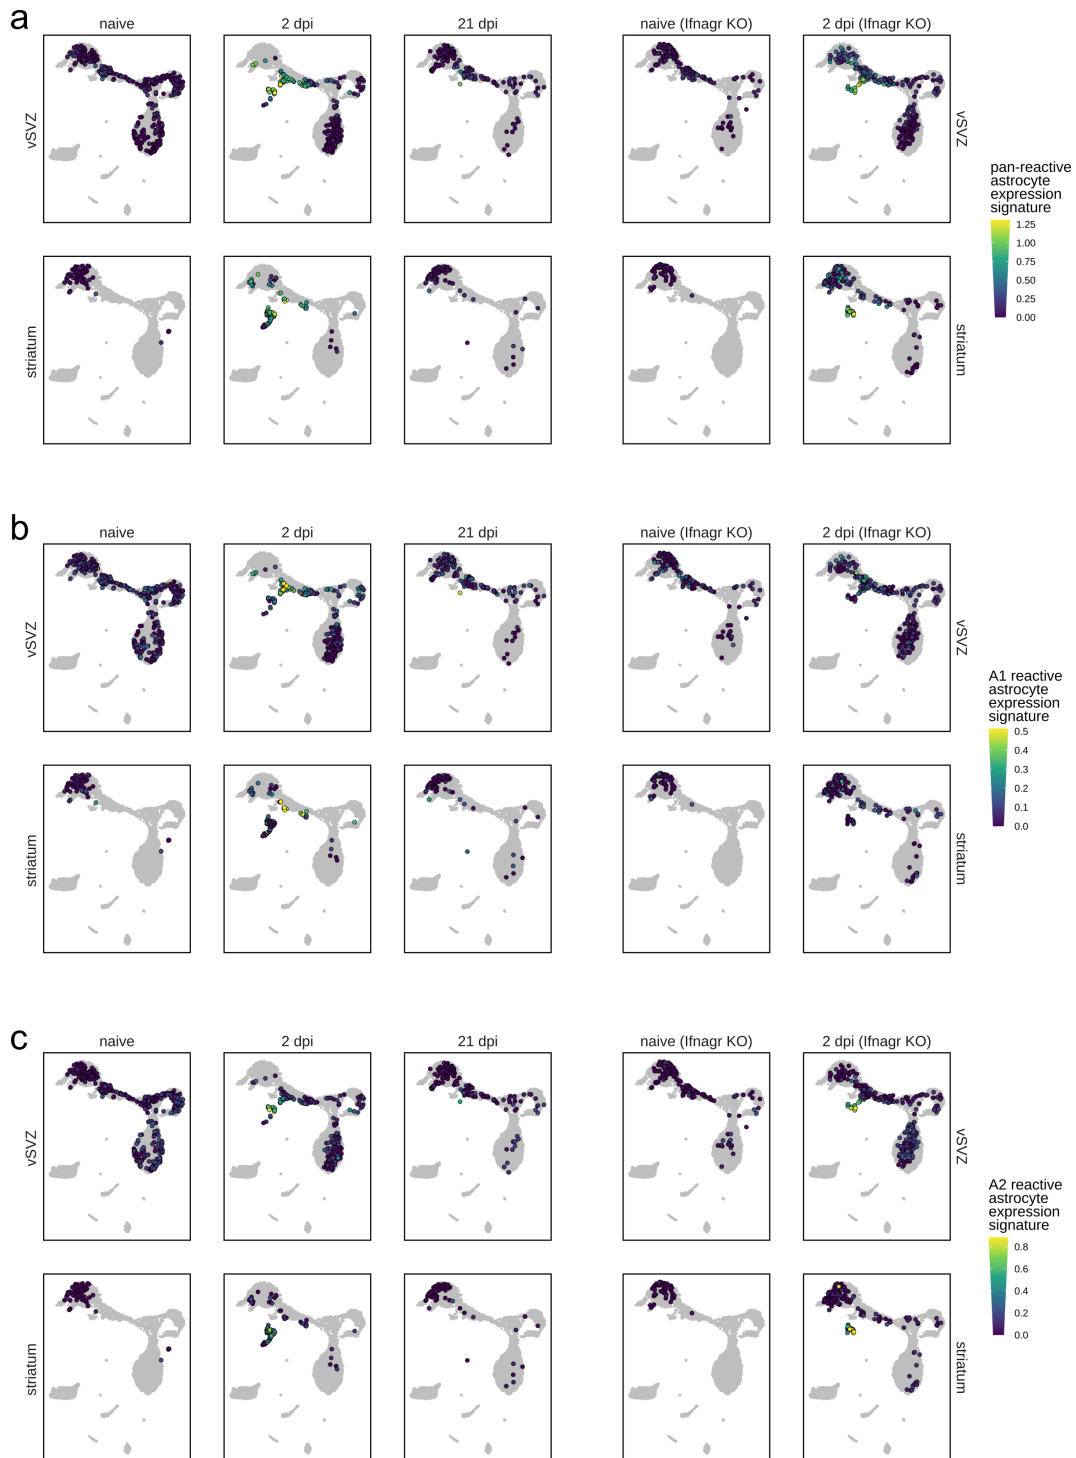 a
naive
2 dpi
21 dpi
naive (Ifnagr KO)
2 dpi (Ifnagr KO)
vSVZ
vSVZ
striatum
striatum
pan-reactive
astrocyte
expression
signature
1.25
1.00
0.75
0.50
0.25
0.00
b
naive
2 dpi
21 dpi
naive (Ifnagr KO)
2 dpi (Ifnagr KO)
vSVZ
vSVZ
striatum
striatum
A1 reactive
astrocyte
expression
signature
0.5
0.4
0.3
0.2
0.1
0.0
c
naive
2 dpi
21 dpi
naive (Ifnagr KO)
2 dpi (Ifnagr KO)
vSVZ
vSVZ
striatum
striatum
A2 reactive
astrocyte
expression
signature
0.8
0.6
0.4
0.2
0.0